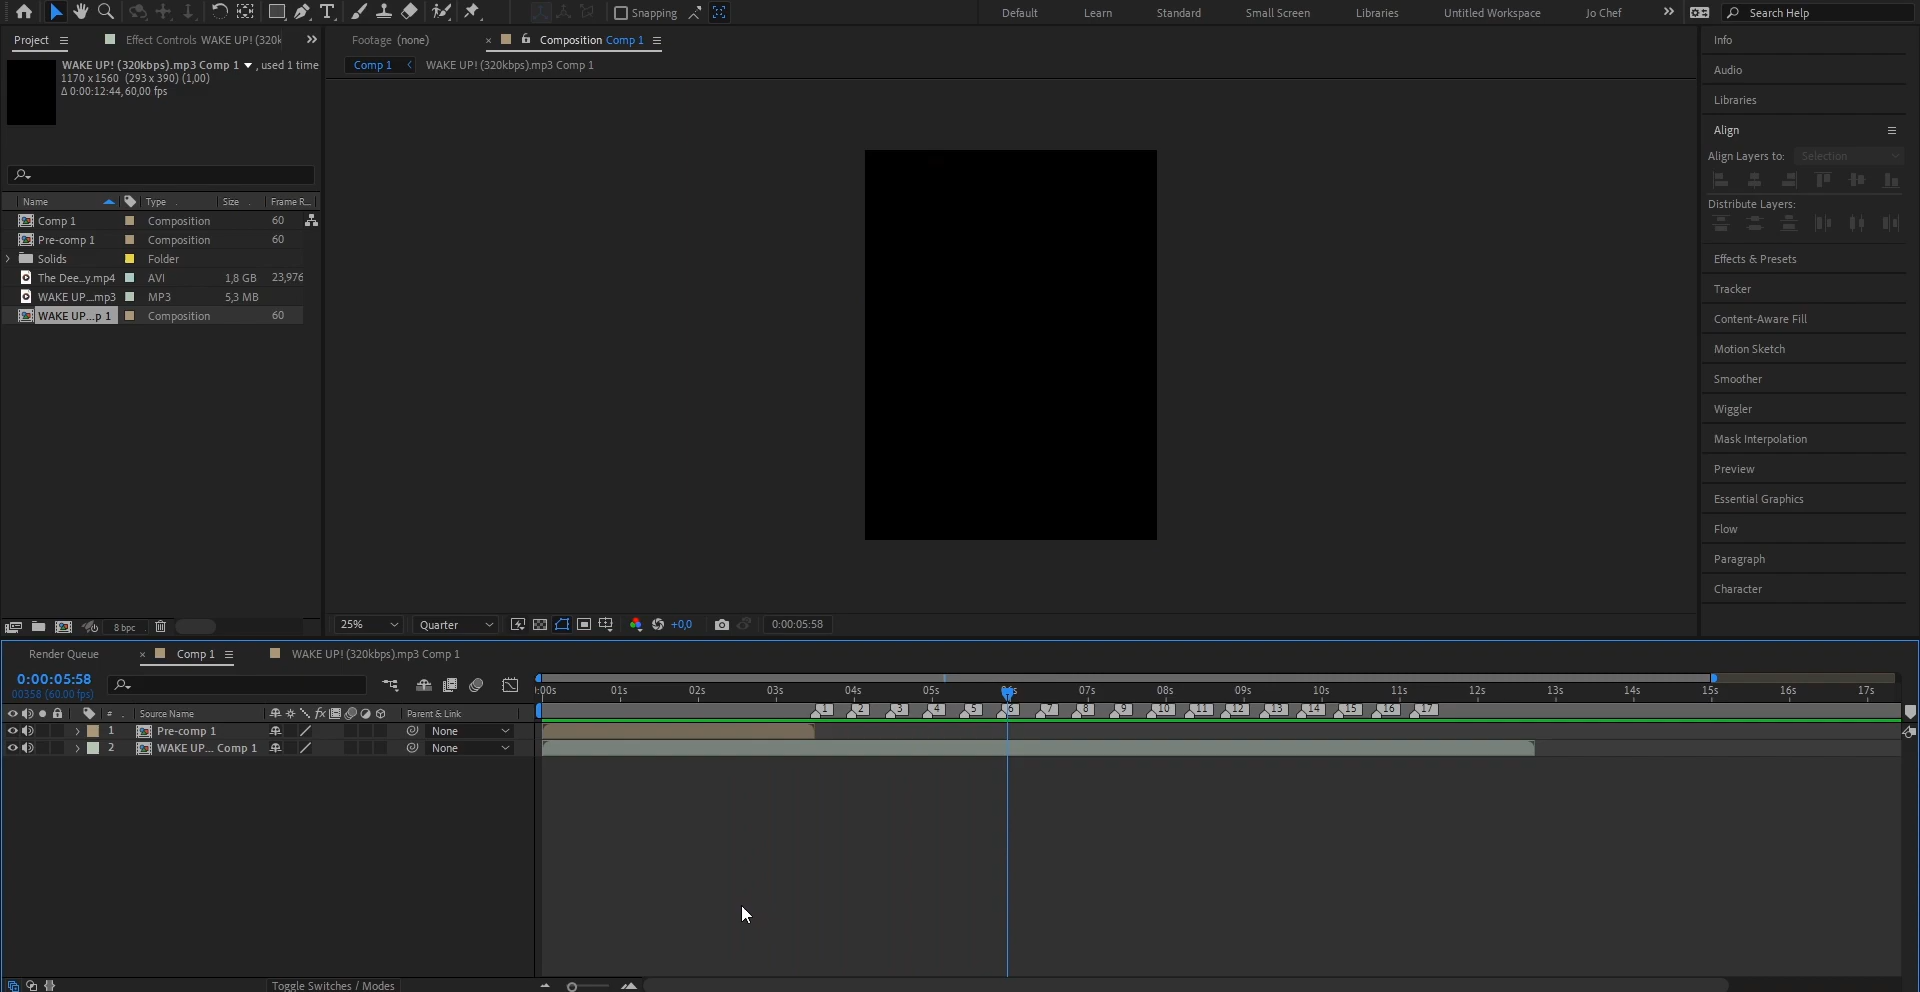 Snapping
Default
Learn
Standard
Small Screen
Libraries
Untitled Workspace
Jo Chef
Search Help
Project
Effect Controls WAKE UP! (320k
Footage (none)
Composition Comp 1
Comp 1
WAKE UP! (320kbps).mp3 Comp 1
WAKE UP! (320kbps).mp3 Comp 1 , used 1 time
1170 x 1560 (293 x 390) (1,00)
Δ 0:00:12:44, 60,00 fps
Name Type Size Frame R...
Comp 1 Composition 60
Pre-comp 1 Composition 60
Solids Folder
The Dee...y.mp4 AVI 1,8 GB 23,976
WAKE UP....mp3 MP3 5,3 MB
WAKE UP...p 1 Composition 60
8 bpc
25%
Quarter
+0,0
0:00:05:58
Info
Audio
Libraries
Align
Align Layers to: Selection
Distribute Layers:
Effects & Presets
Tracker
Content-Aware Fill
Motion Sketch
Smoother
Wiggler
Mask Interpolation
Preview
Essential Graphics
Flow
Paragraph
Character
Render Queue
Comp 1
WAKE UP! (320kbps).mp3 Comp 1
0:00:05:58
00358 (60.00 fps)
:00s 01s 02s 03s 04s 05s 07s 08s 09s 10s 11s 12s 13s 14s 15s 16s 17s
# Source Name fx Parent & Link
1 2 3 4 5 6 7 8 9 10 11 12 13 14 15 16 17
1 Pre-comp 1 None
2 WAKE UP... Comp 1 None
Toggle Switches / Modes